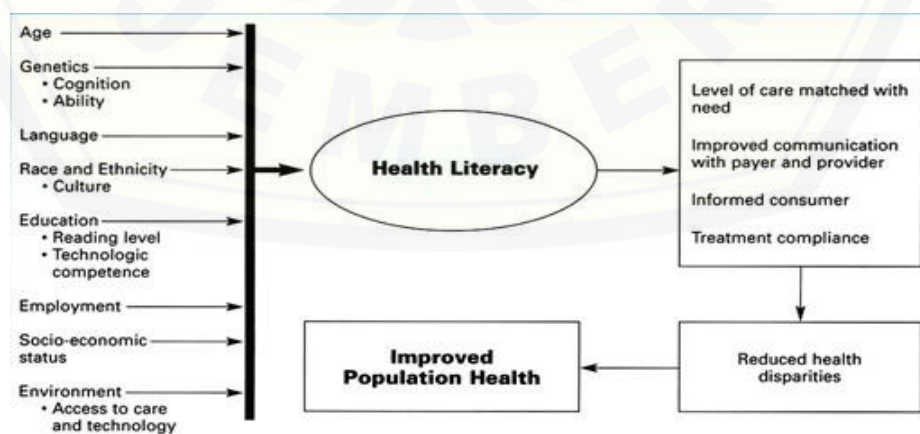 Age
Genetics
• Cognition
• Ability
Language
Race and Ethnicity
• Culture
Education
• Reading level
• Technologic
competence
Employment
Socio-economic
status
Environment
• Access to care
and technology
Health Literacy
Level of care matched with
need
Improved communication
with payer and provider
Informed consumer
Treatment compliance
Reduced health
disparities
Improved
Population Health